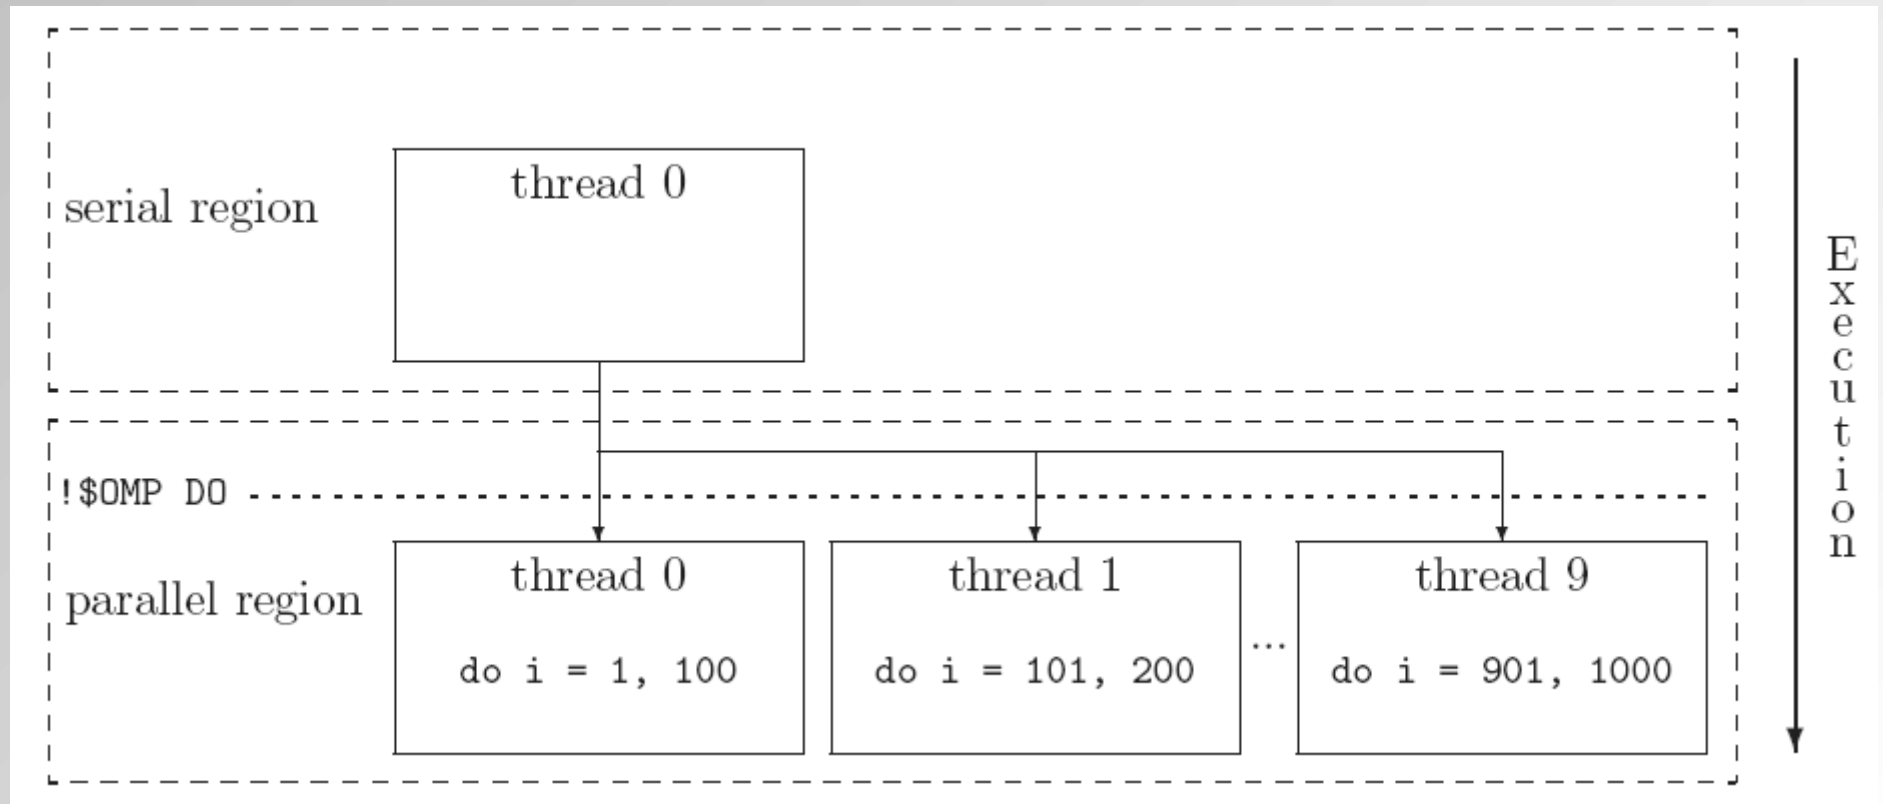 thread 0
serial region
Execution
!$OMP DO
thread 0
thread 1
thread 9
parallel region
...
do i = 1, 100
do i = 101, 200
do i = 901, 1000